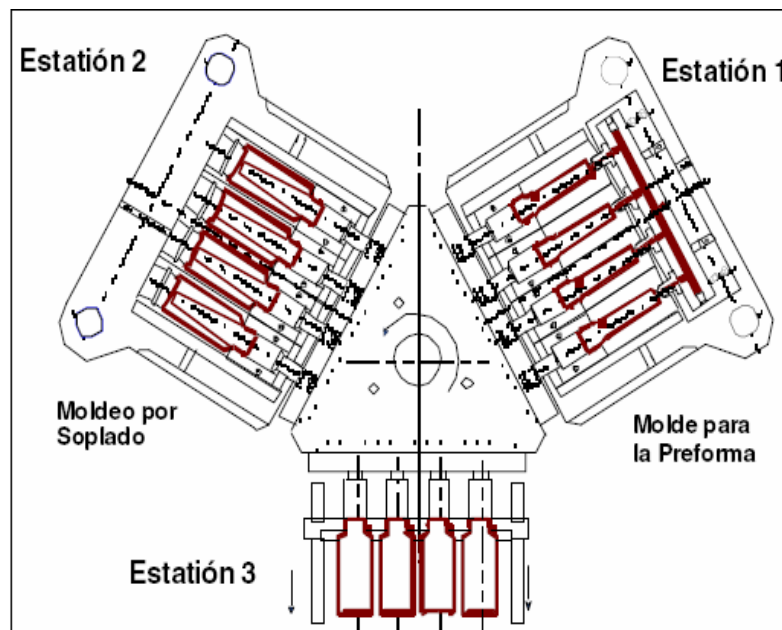 Estatión 2
Estatión 1
Moldeo por
Soplado
Molde para
la Preforma
Estatión 3